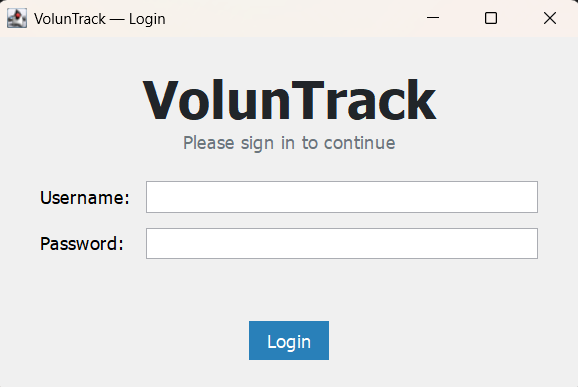 VolunTrack — Login
VolunTrack
Please sign in to continue
Username:
Password:
Login